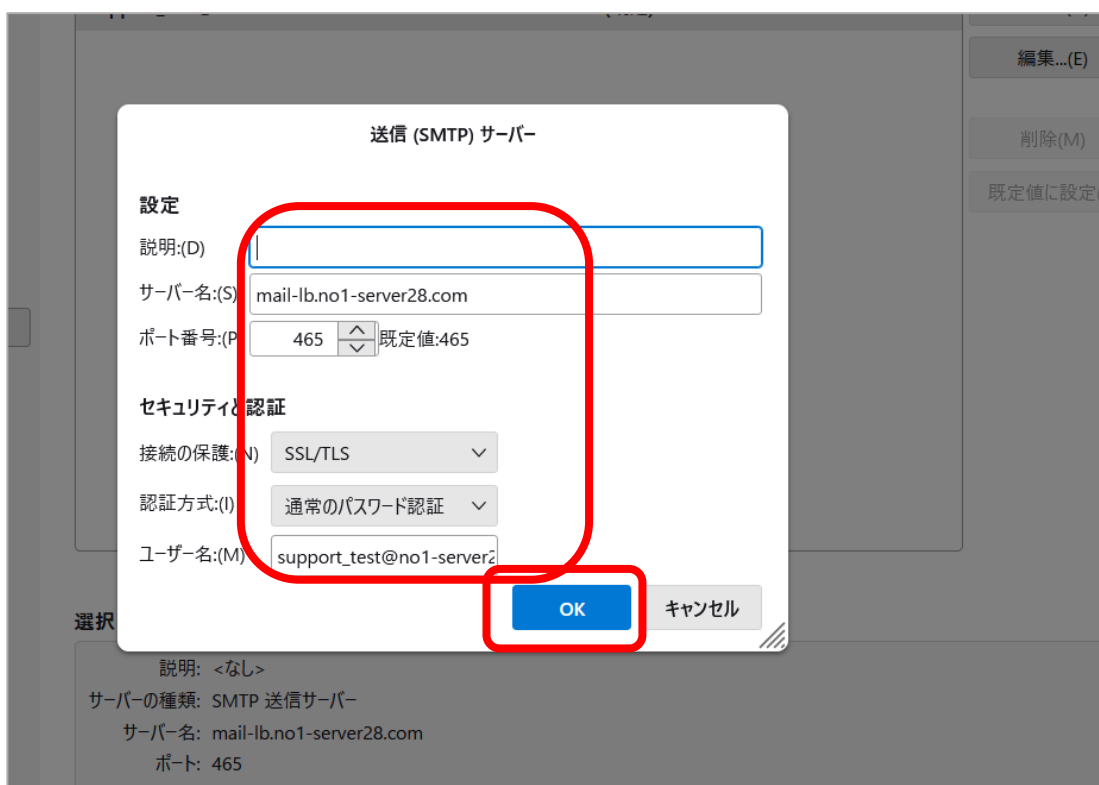 編集...(E)
送信 (SMTP) サーバー
削除(M)
既定値に設定
設定
説明:(D)
サーバー名:(S) mail-lb.no1-server28.com
ポート番号:(P 465 既定値:465
セキュリティと認証
接続の保護:(N) SSL/TLS
認証方式:(I) 通常のパスワード認証
ユーザー名:(M) support_test@no1-server2
OK キャンセル
選択
説明: <なし>
サーバーの種類: SMTP 送信サーバー
サーバー名: mail-lb.no1-server28.com
ポート: 465